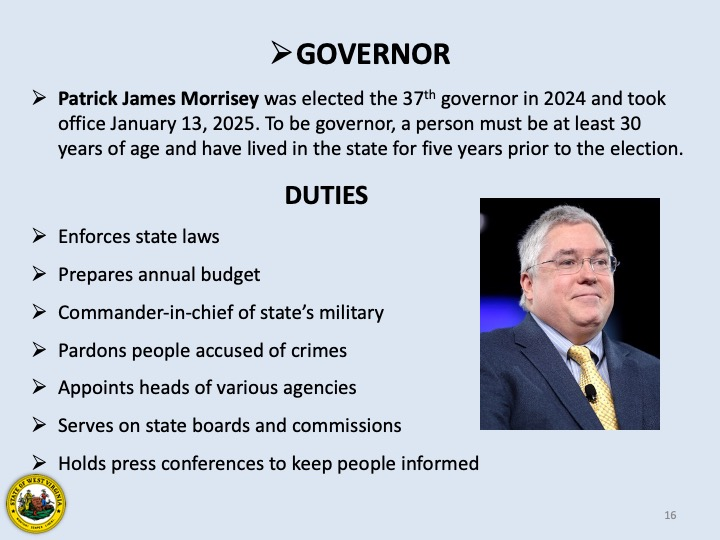 ➢GOVERNOR
➢ Patrick James Morrisey was elected the 37th governor in 2024 and took
office January 13, 2025. To be governor, a person must be at least 30
years of age and have lived in the state for five years prior to the election.
DUTIES
➢ Enforces state laws
➢ Prepares annual budget
➢ Commander-in-chief of state’s military
➢ Pardons people accused of crimes
➢ Appoints heads of various agencies
➢ Serves on state boards and commissions
➢ Holds press conferences to keep people informed
STATE OF WEST VIRGINIA
16